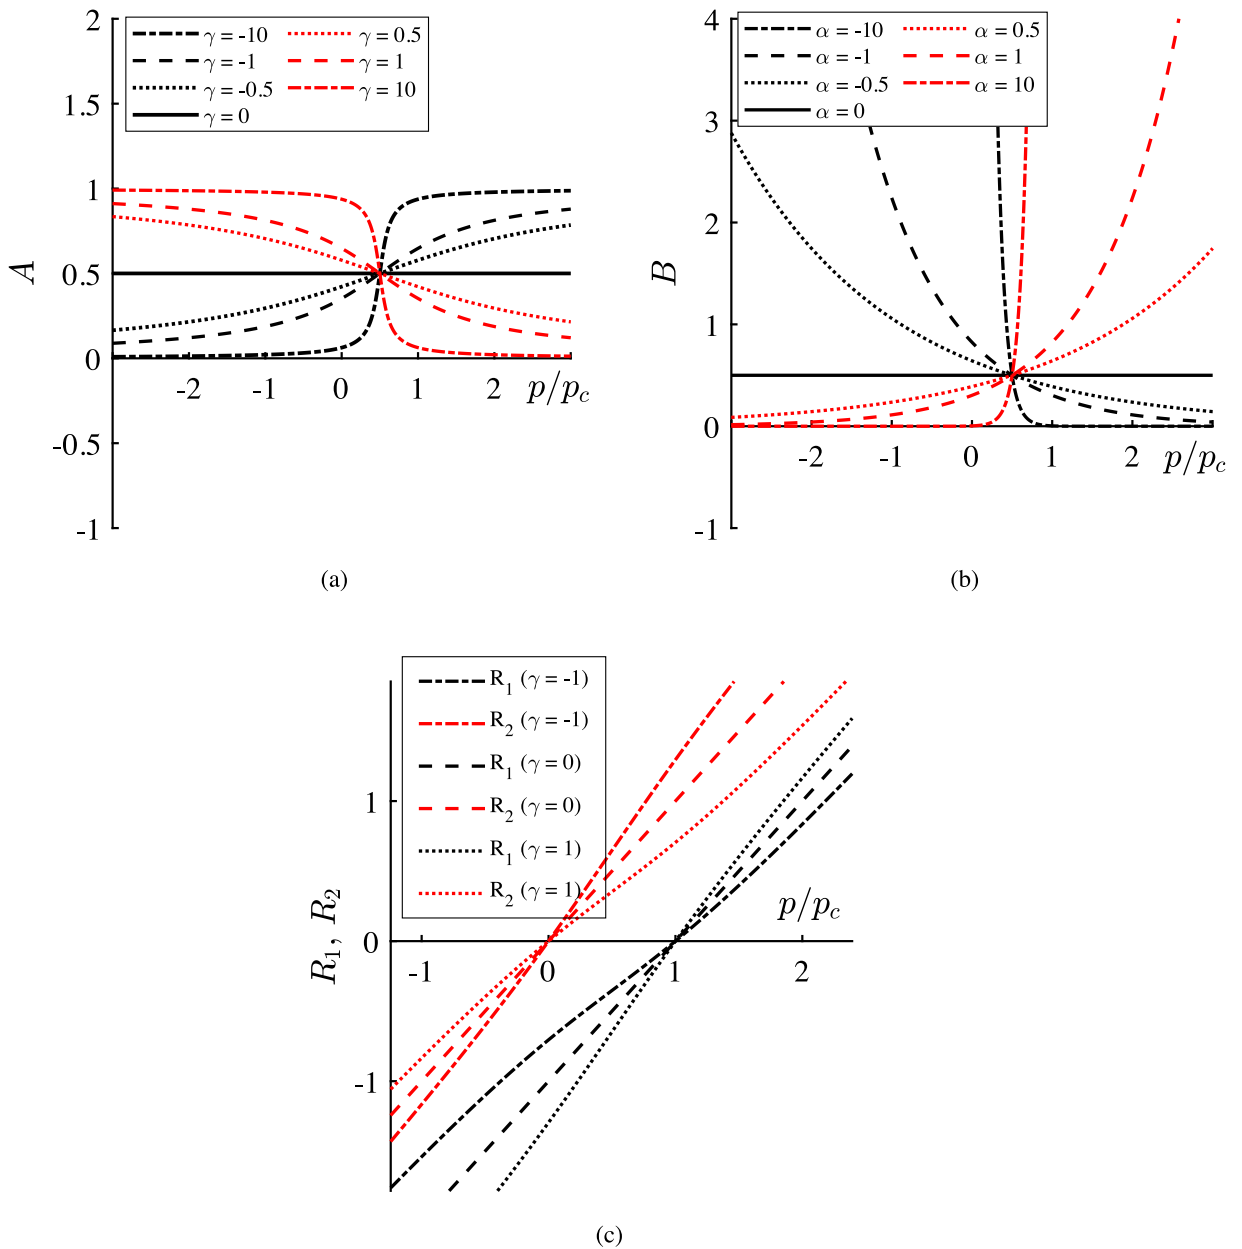 2
γ = -10
γ = 0.5
γ = -1
γ = 1
1.5
γ = -0.5
γ = 10
γ = 0
1
A
0.5
0
-2
-1
0
1
2
p/p_c
-0.5
-1
(a)
4
α = -10
α = 0.5
α = -1
α = 1
α = -0.5
α = 10
3
α = 0
2
B
1
0
-2
-1
0
1
2
p/p_c
-1
(b)
R_1 (γ = -1)
R_2 (γ = -1)
R_1 (γ = 0)
1
R_2 (γ = 0)
R_1 (γ = 1)
R_2 (γ = 1)
p/p_c
R_1, R_2
0
-1
0
1
2
-1
(c)